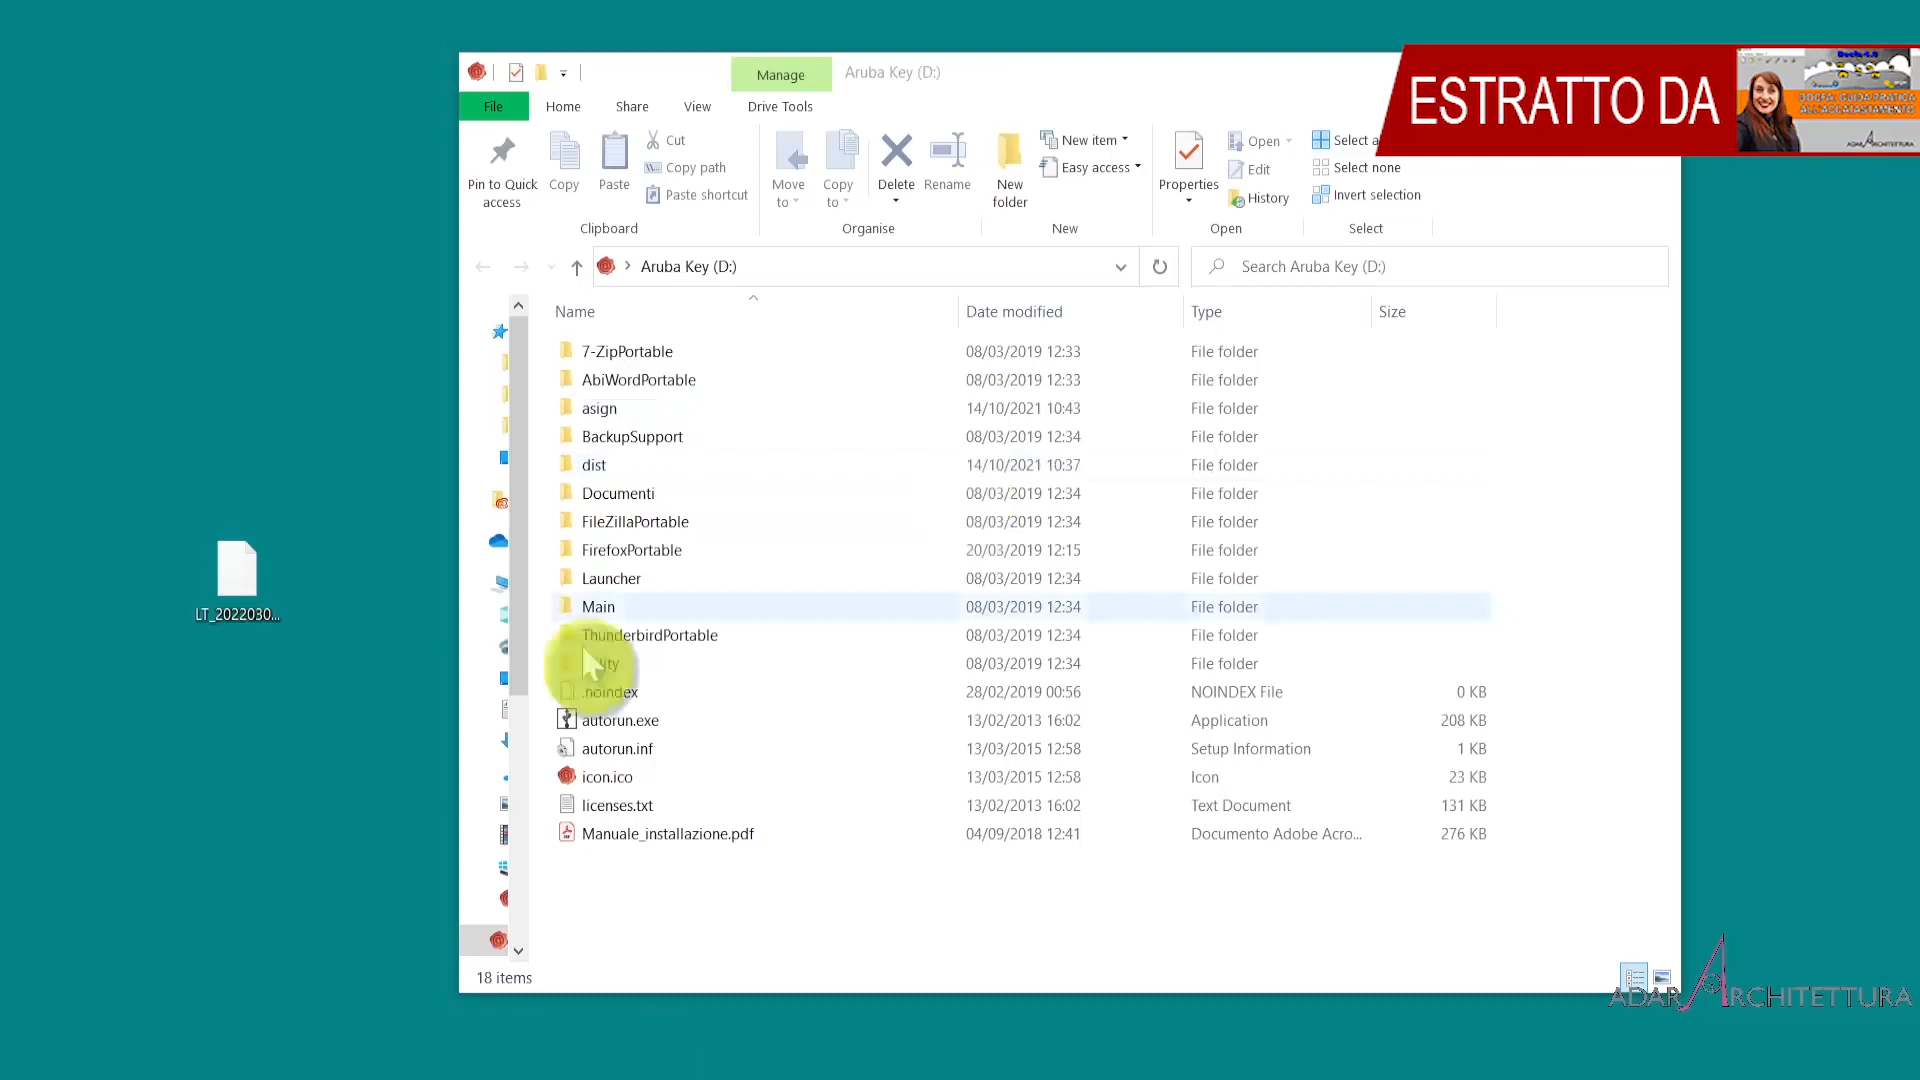 Manage
Aruba Key (D:)
File
Home
Share
View
Drive Tools
ESTRATTO DA
DOCFA: GUIDA PRATICA
ALL'ACCATASTAMENTO
Pin to Quick
access
Copy
Paste
Cut
Copy path
Paste shortcut
Move
to
Copy
to
Delete
Rename
New
folder
New item
Easy access
Properties
Open
Edit
History
Select a
Select none
Invert selection
Clipboard
Organise
New
Open
Select
Aruba Key (D:)
Search Aruba Key (D:)
Name Date modified Type Size
7-ZipPortable 08/03/2019 12:33 File folder
AbiWordPortable 08/03/2019 12:33 File folder
asign 14/10/2021 10:43 File folder
BackupSupport 08/03/2019 12:34 File folder
dist 14/10/2021 10:37 File folder
Documenti 08/03/2019 12:34 File folder
FileZillaPortable 08/03/2019 12:34 File folder
FirefoxPortable 20/03/2019 12:15 File folder
Launcher 08/03/2019 12:34 File folder
Main 08/03/2019 12:34 File folder
ThunderbirdPortable 08/03/2019 12:34 File folder
08/03/2019 12:34 File folder
.noindex 28/02/2019 00:56 NOINDEX File 0 KB
autorun.exe 13/02/2013 16:02 Application 208 KB
autorun.inf 13/03/2015 12:58 Setup Information 1 KB
icon.ico 13/03/2015 12:58 Icon 23 KB
licenses.txt 13/02/2013 16:02 Text Document 131 KB
Manuale_installazione.pdf 04/09/2018 12:41 Documento Adobe Acro... 276 KB
LT_2022030...
18 items
ADARARCHITETTURA